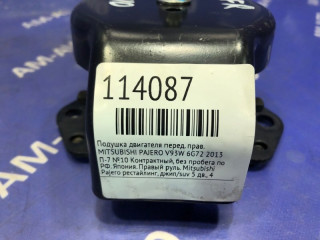 114087
Подушка двигателя перед. прав.
MITSUBISHI PAJERO V93W 6G72 2013
П-7 №10 Контрактный, без пробега по
РФ. Япония. Правый руль. Mitsubishi
Pajero рестайлинг, джип/suv 5 дв., 4